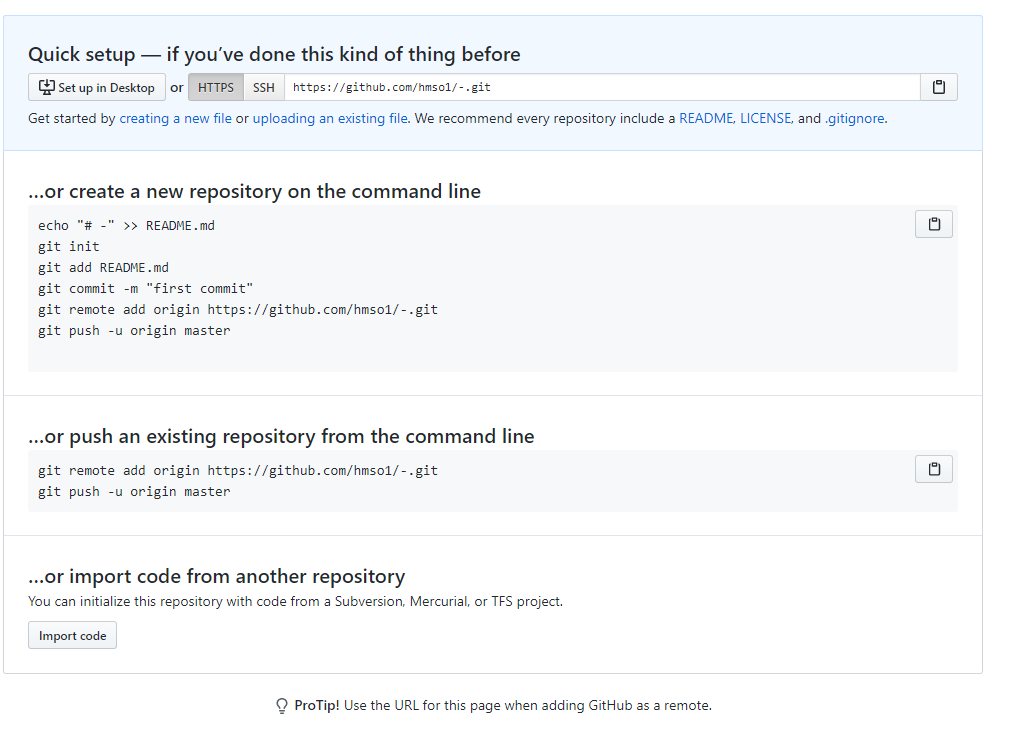 Quick setup — if you’ve done this kind of thing before
Set up in Desktop or HTTPS SSH https://github.com/hmso1/-.git
Get started by creating a new file or uploading an existing file. We recommend every repository include a README, LICENSE, and .gitignore.
…or create a new repository on the command line
echo "# -" >> README.md
git init
git add README.md
git commit -m "first commit"
git remote add origin https://github.com/hmso1/-.git
git push -u origin master
…or push an existing repository from the command line
git remote add origin https://github.com/hmso1/-.git
git push -u origin master
…or import code from another repository
You can initialize this repository with code from a Subversion, Mercurial, or TFS project.
Import code
ProTip! Use the URL for this page when adding GitHub as a remote.